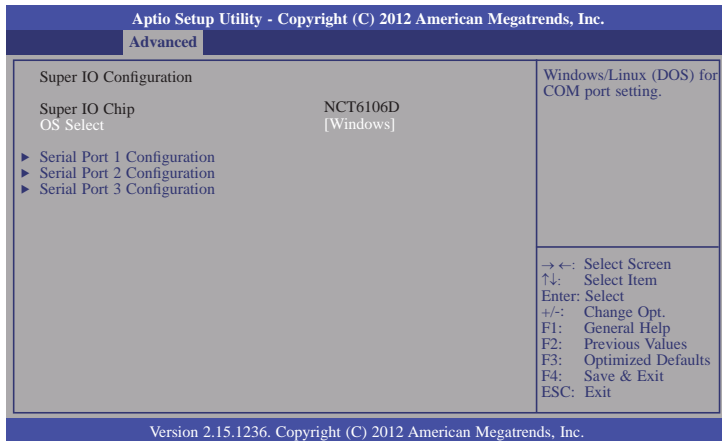 Aptio Setup Utility - Copyright (C) 2012 American Megatrends, Inc.
Advanced
Super IO Configuration
Super IO Chip NCT6106D
OS Select [Windows]
► Serial Port 1 Configuration
► Serial Port 2 Configuration
► Serial Port 3 Configuration
Windows/Linux (DOS) for
COM port setting.
→ ←: Select Screen
↑↓: Select Item
Enter: Select
+/-: Change Opt.
F1: General Help
F2: Previous Values
F3: Optimized Defaults
F4: Save & Exit
ESC: Exit
Version 2.15.1236. Copyright (C) 2012 American Megatrends, Inc.